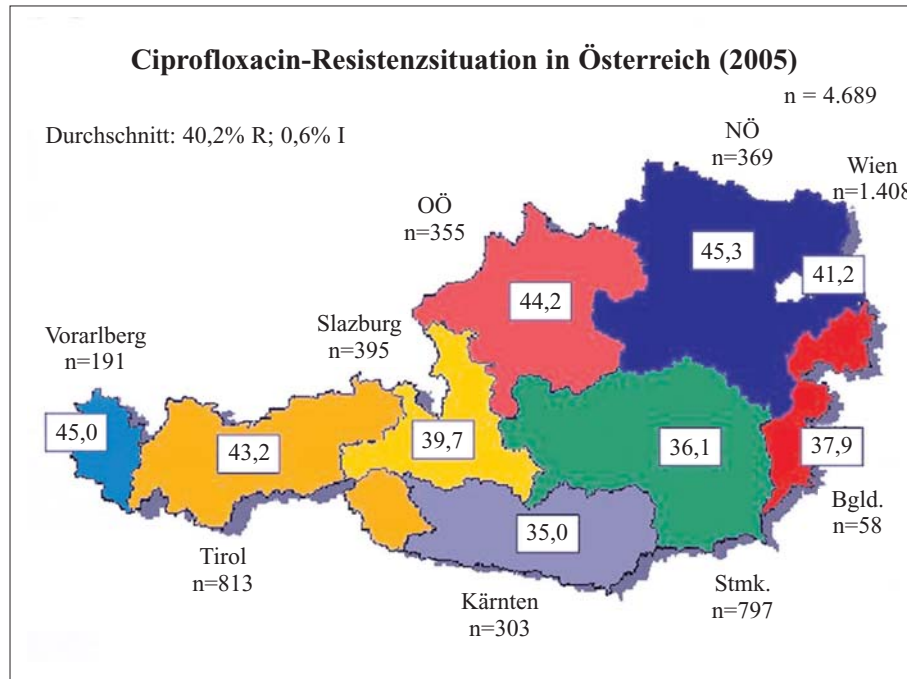 Ciprofloxacin-Resistenzsituation in Österreich (2005)
n = 4.689
Durchschnitt: 40,2% R; 0,6% I
NÖ
n=369
Wien
n=1.408
OÖ
n=355
45,3
41,2
44,2
Slazburg
n=395
Vorarlberg
n=191
45,0
43,2
39,7
36,1
37,9
35,0
Bgld.
n=58
Tirol
n=813
Kärnten
n=303
Stmk.
n=797